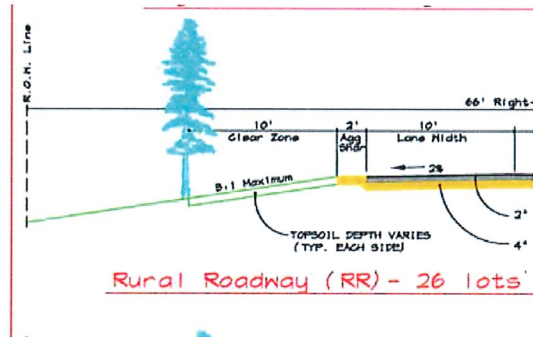 R.O.W. Line
66' Right-
10'
2'
10'
Clear Zone
Agg
Shdr
Lane Width
2%
8:1 Maximum
2"
TOPSOIL DEPTH VARIES
(TYP. EACH SIDE)
4"
Rural Roadway (RR) - 26 lots